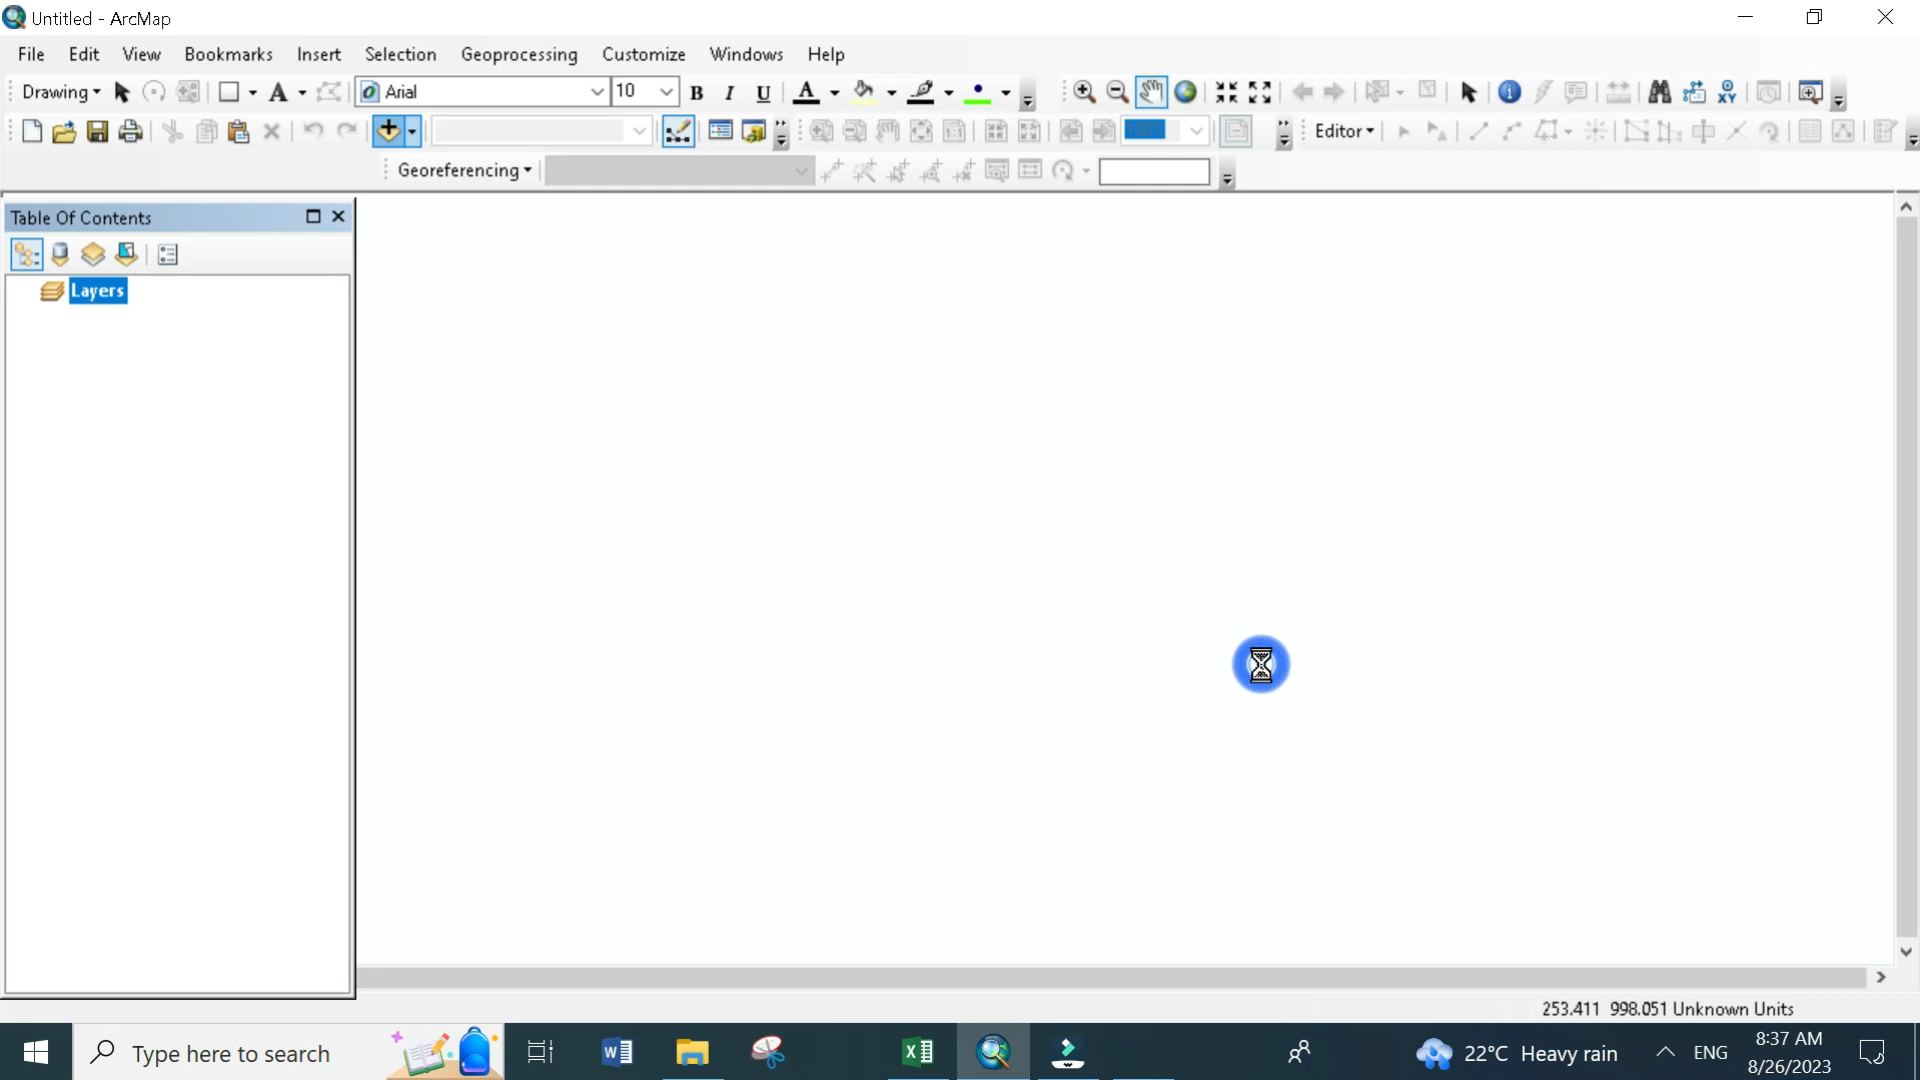 Untitled - ArcMap
File Edit View Bookmarks Insert Selection Geoprocessing Customize Windows Help
Drawing Arial 10 B I U
Editor
Georeferencing
Table Of Contents
Layers
253.411 998.051 Unknown Units
Type here to search 22°C Heavy rain ENG 8:37 AM
8/26/2023